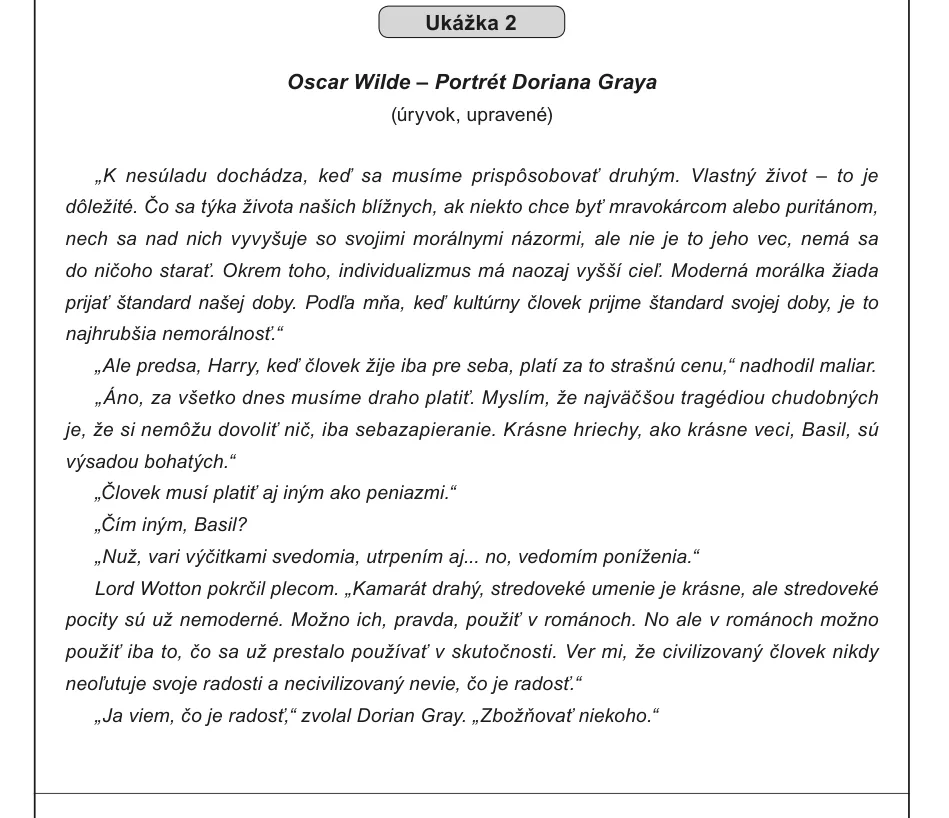 Ukážka 2
Oscar Wilde – Portrét Doriana Graya
(úryvok, upravené)
„K nesúladu dochádza, keď sa musíme prispôsobovať druhým. Vlastný život – to je
dôležité. Čo sa týka života našich blížnych, ak niekto chce byť mravokárcom alebo puritánom,
nech sa nad nich vyvyšuje so svojimi morálnymi názormi, ale nie je to jeho vec, nemá sa
do ničoho starať. Okrem toho, individualizmus má naozaj vyšší cieľ. Moderná morálka žiada
prijať štandard našej doby. Podľa mňa, keď kultúrny človek prijme štandard svojej doby, je to
najhrubšia nemorálnosť.“
„Ale predsa, Harry, keď človek žije iba pre seba, platí za to strašnú cenu,“ nadhodil maliar.
„Áno, za všetko dnes musíme draho platiť. Myslím, že najväčšou tragédiou chudobných
je, že si nemôžu dovoliť nič, iba sebazapieranie. Krásne hriechy, ako krásne veci, Basil, sú
výsadou bohatých.“
„Človek musí platiť aj iným ako peniazmi.“
„Čím iným, Basil?
„Nuž, vari výčitkami svedomia, utrpením aj... no, vedomím poníženia.“
Lord Wotton pokrčil plecom. „Kamarát drahý, stredoveké umenie je krásne, ale stredoveké
pocity sú už nemoderné. Možno ich, pravda, použiť v románoch. No ale v románoch možno
použiť iba to, čo sa už prestalo používať v skutočnosti. Ver mi, že civilizovaný človek nikdy
neoľutuje svoje radosti a necivilizovaný nevie, čo je radosť.“
„Ja viem, čo je radosť,“ zvolal Dorian Gray. „Zbožňovať niekoho.“